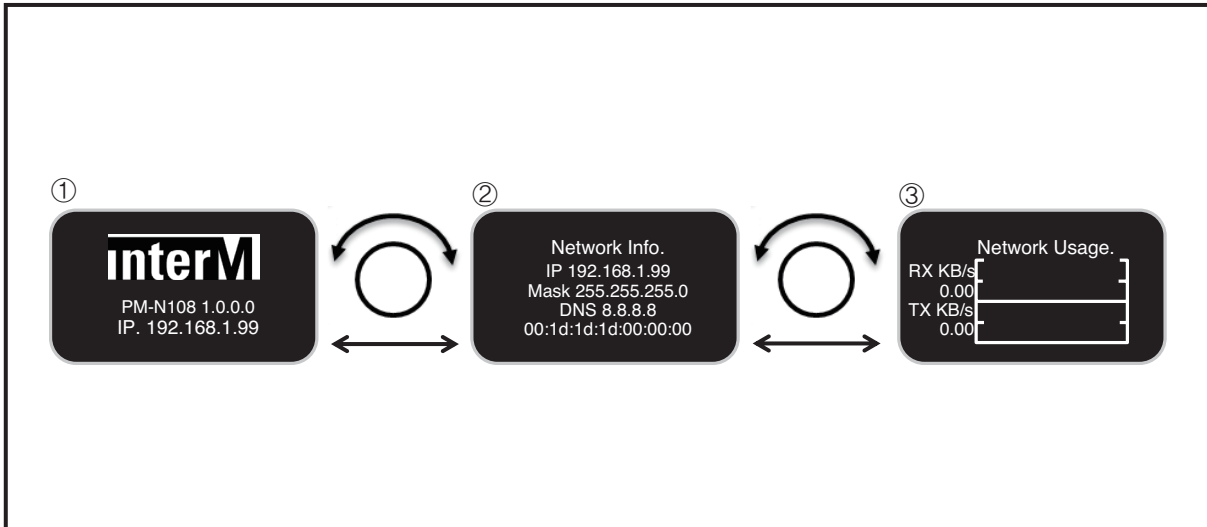 ①
interM
PM-N108 1.0.0.0
IP. 192.168.1.99
②
Network Info.
IP 192.168.1.99
Mask 255.255.255.0
DNS 8.8.8.8
00:1d:1d:1d:00:00:00
③
Network Usage.
RX KB/s
0.00
TX KB/s
0.00